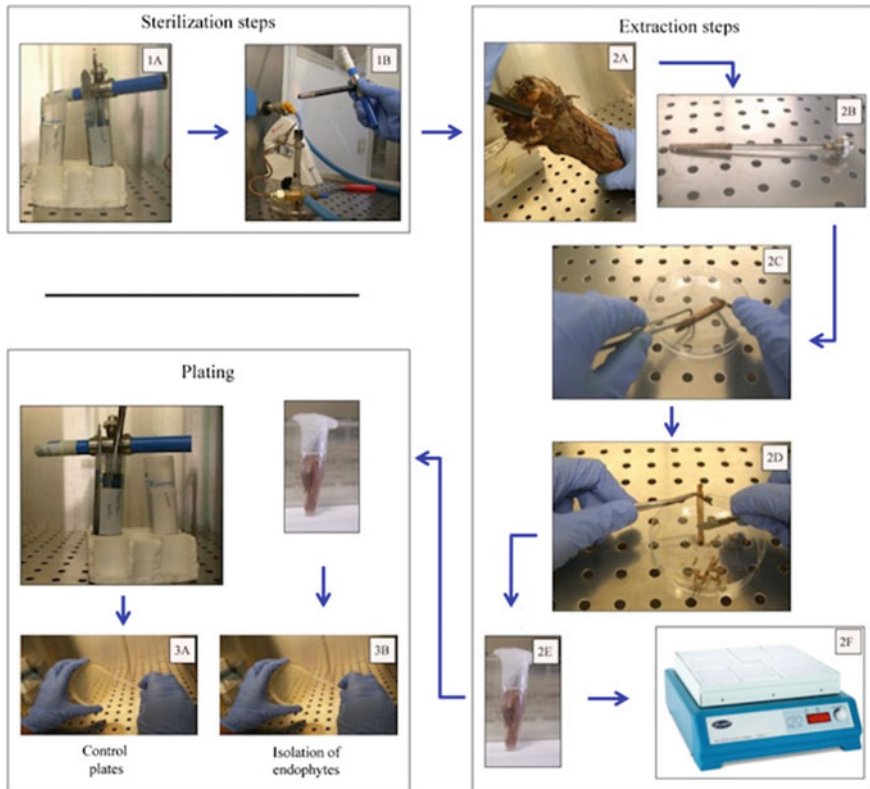 Sterilization steps
1A
1B
Extraction steps
2A
2B
2C
2D
2E
2F
Plating
3A
3B
Control
plates
Isolation of
endophytes